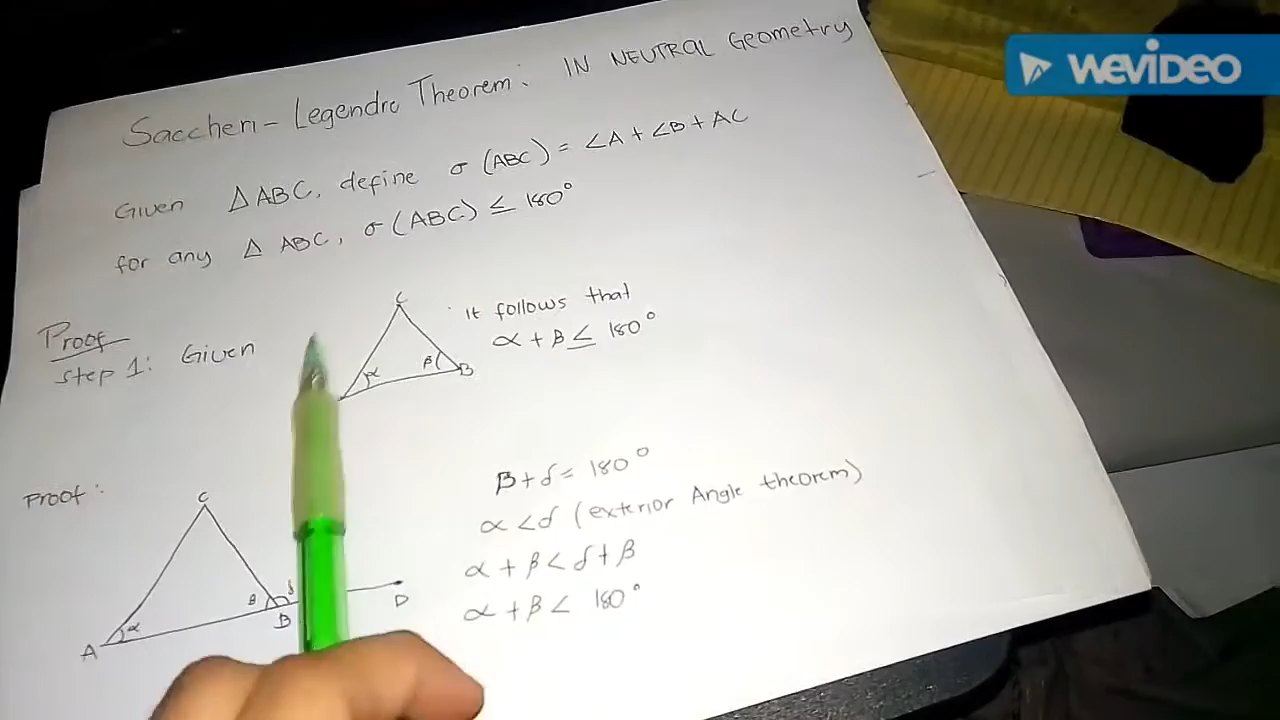 Saccheri - Legendre Theorem: IN NEUTRAL Geometry
Given Δ ABC, define σ (ABC) = ∠A + ∠B + AC
for any Δ ABC, σ (ABC) ≤ 180°
Proof
Step 1: Given
C
α
β
B
It follows that
α + β ≤ 180°
Proof:
C
A
α
B
δ
B
D
β + δ = 180°
α < δ (exterior Angle theorem)
α + β < δ + β
α + β < 180°
WEVIDEO